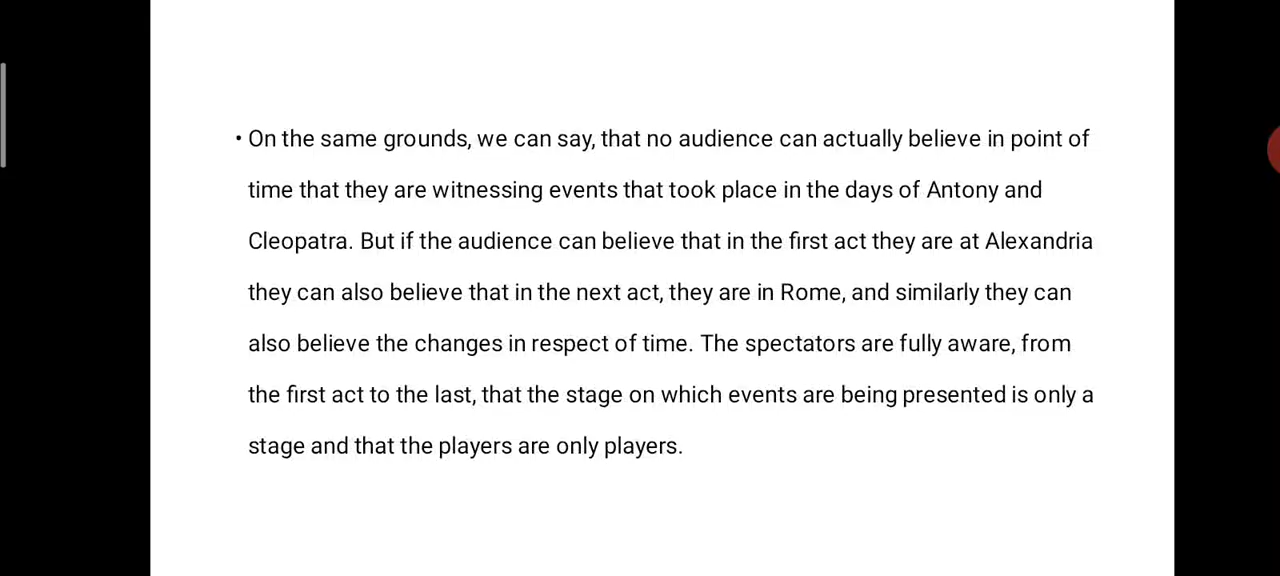 • On the same grounds, we can say, that no audience can actually believe in point of
time that they are witnessing events that took place in the days of Antony and
Cleopatra. But if the audience can believe that in the first act they are at Alexandria
they can also believe that in the next act, they are in Rome, and similarly they can
also believe the changes in respect of time. The spectators are fully aware, from
the first act to the last, that the stage on which events are being presented is only a
stage and that the players are only players.